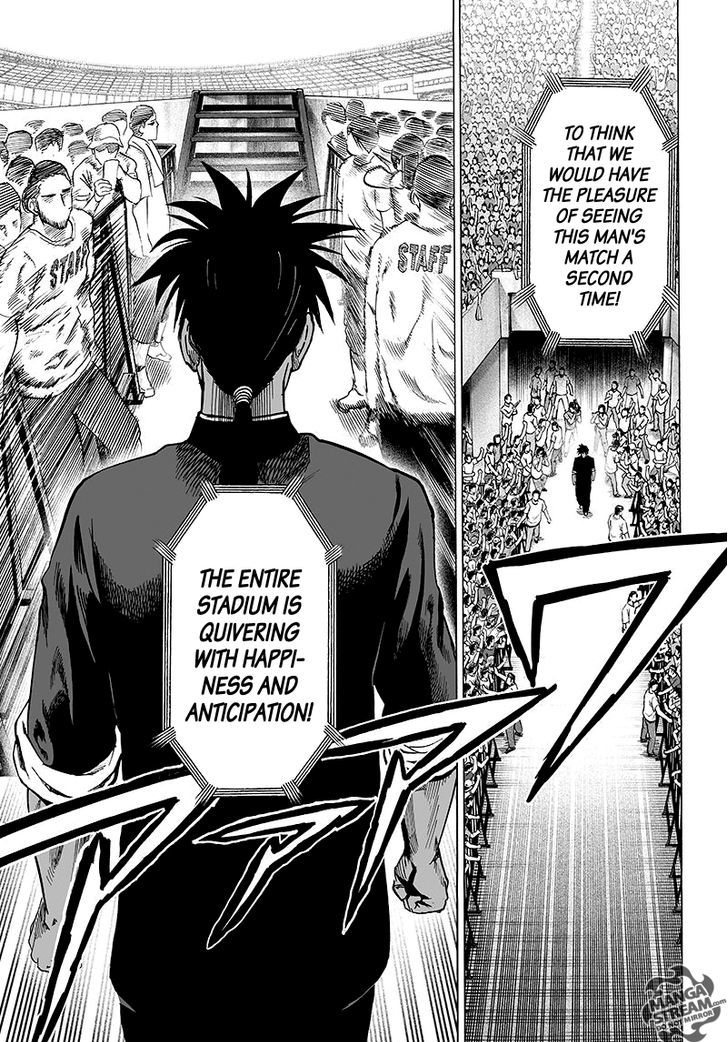 TO THINK
THAT WE
WOULD HAVE
THE PLEASURE
OF SEEING
THIS MAN'S
MATCH A
SECOND
TIME!
ワアアア
STAFF
STAFF
THE ENTIRE
STADIUM IS
QUIVERING
WITH HAPPI-
NESS AND
ANTICIPATION!
MANGA
STREAM.com
DO NOT MIRROR